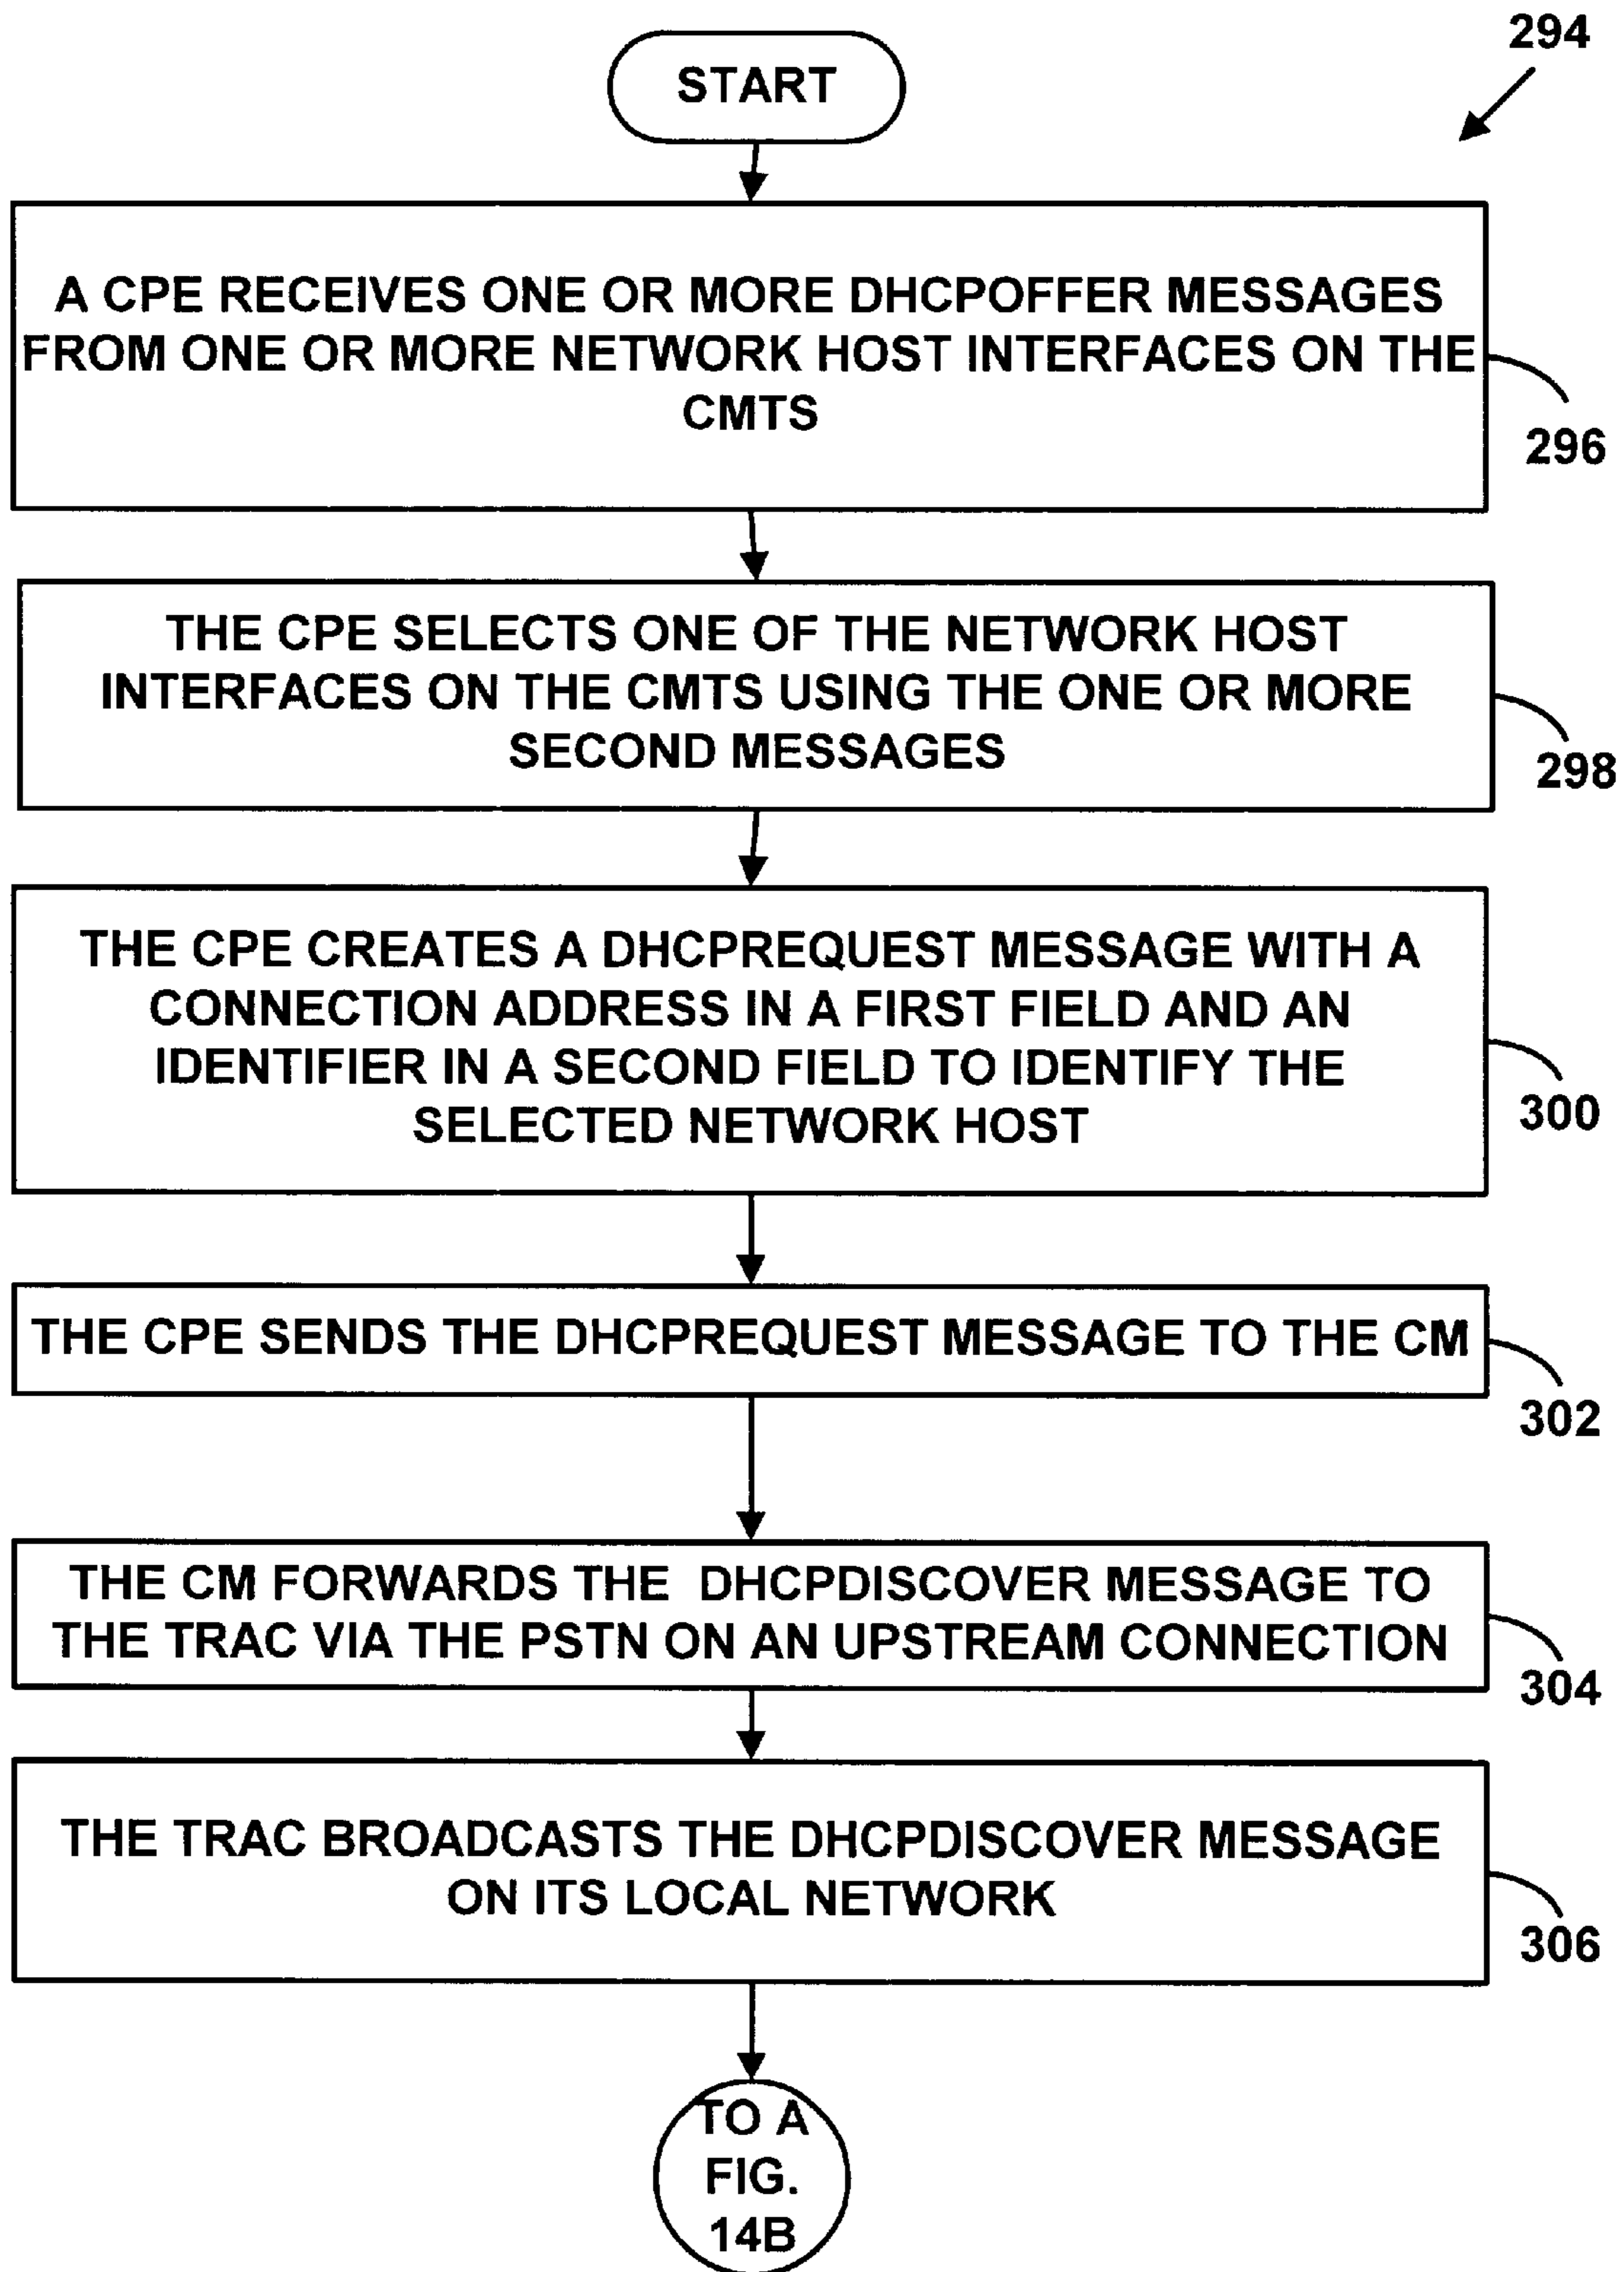 294
START
A CPE RECEIVES ONE OR MORE DHCPOFFER MESSAGES
FROM ONE OR MORE NETWORK HOST INTERFACES ON THE
CMTS
296
THE CPE SELECTS ONE OF THE NETWORK HOST
INTERFACES ON THE CMTS USING THE ONE OR MORE
SECOND MESSAGES
298
THE CPE CREATES A DHCPREQUEST MESSAGE WITH A
CONNECTION ADDRESS IN A FIRST FIELD AND AN
IDENTIFIER IN A SECOND FIELD TO IDENTIFY THE
SELECTED NETWORK HOST
300
THE CPE SENDS THE DHCPREQUEST MESSAGE TO THE CM
302
THE CM FORWARDS THE DHCPDISCOVER MESSAGE TO
THE TRAC VIA THE PSTN ON AN UPSTREAM CONNECTION
304
THE TRAC BROADCASTS THE DHCPDISCOVER MESSAGE
ON ITS LOCAL NETWORK
306
TO A
FIG.
14B